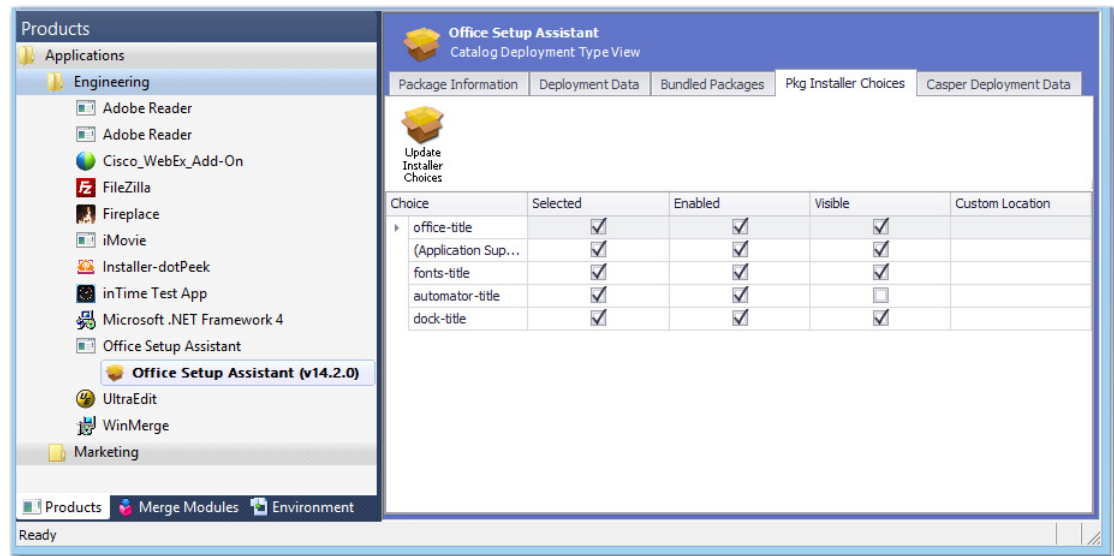 Products
Applications
Engineering
Adobe Reader
Adobe Reader
Cisco_WebEx_Add-On
FileZilla
Fireplace
iMovie
Installer-dotPeek
inTime Test App
Microsoft .NET Framework 4
Office Setup Assistant
Office Setup Assistant (v14.2.0)
UltraEdit
WinMerge
Marketing
Products Merge Modules Environment
Ready
Office Setup Assistant
Catalog Deployment Type View
Package Information Deployment Data Bundled Packages Pkg Installer Choices Casper Deployment Data
Update
Installer
Choices
Choice Selected Enabled Visible Custom Location
office-title
(Application Sup...
fonts-title
automator-title
dock-title